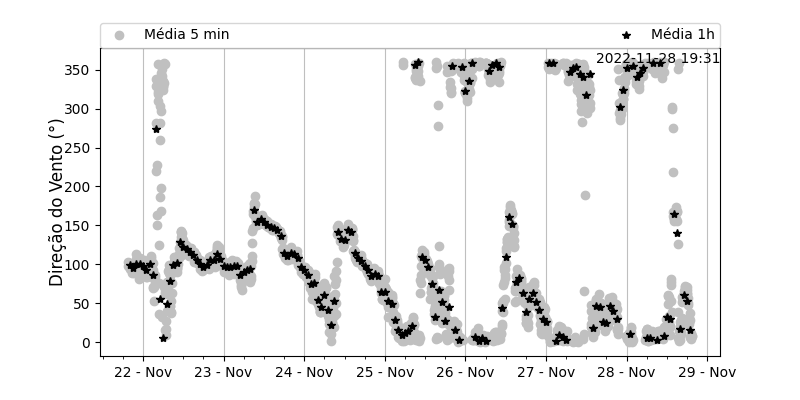 Média 5 min
Média 1h
2022-11-28 19:31
Direção do Vento (°)
350
300
250
200
150
100
50
0
22 - Nov
23 - Nov
24 - Nov
25 - Nov
26 - Nov
27 - Nov
28 - Nov
29 - Nov